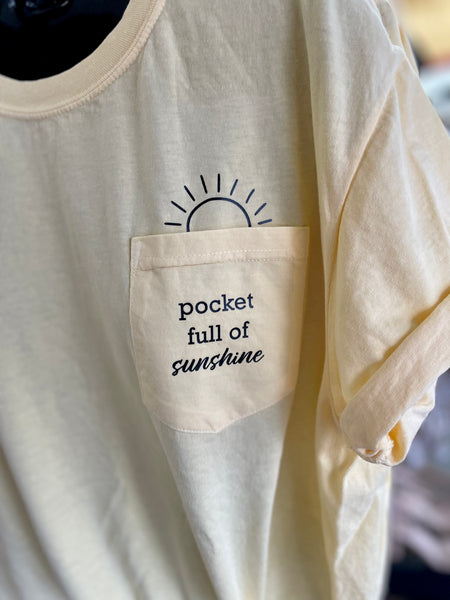 pocket
full of
sunshine